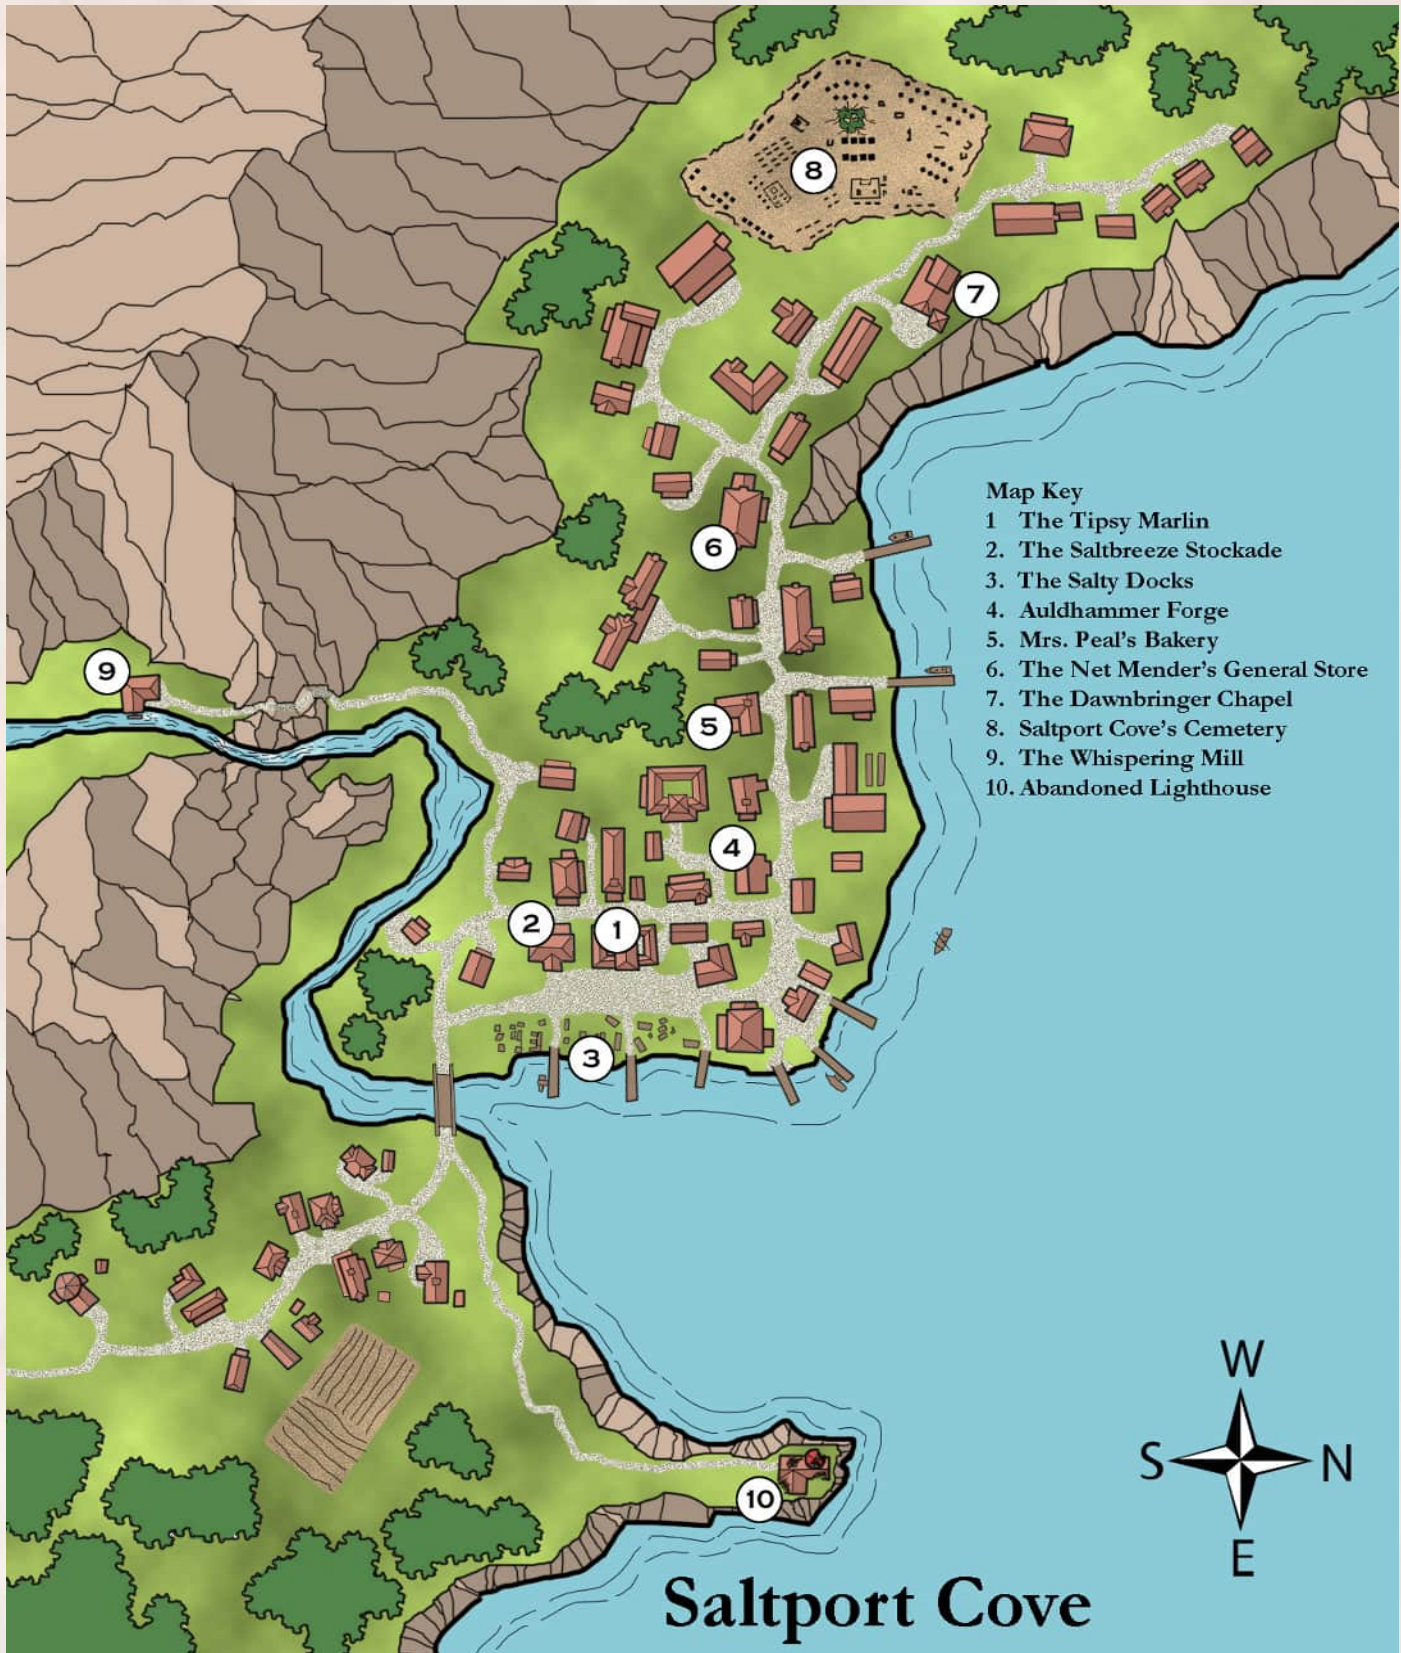 8
7
Map Key
1 The Tipsy Marlin
2. The Saltbreeze Stockade
3. The Salty Docks
4. Auldhammer Forge
5. Mrs. Peal's Bakery
6. The Net Mender's General Store
7. The Dawnbringer Chapel
8. Saltport Cove's Cemetery
9. The Whispering Mill
10. Abandoned Lighthouse
6
9
5
4
2
1
3
W
S
N
E
10
Saltport Cove